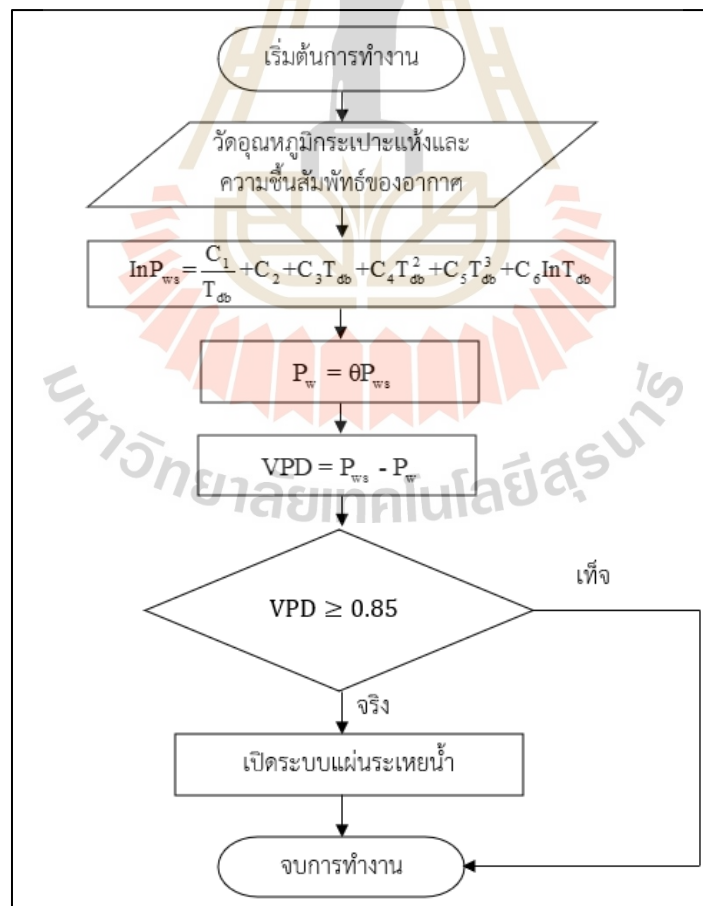 เริ่มต้นการทำงาน
วัดอุณหภูมิกระเปาะแห้งและ
ความชื้นสัมพัทธ์ของอากาศ
InP_ws = C_1/T_db +C_2+C_3T_db+C_4T_db^2+C_5T_db^3+C_6InT_db
P_w = θP_ws
VPD = P_ws - P_w
มหาวิทยาลัยเทคโนโลยีสุรนารี
VPD ≥ 0.85
เท็จ
จริง
เปิดระบบแผ่นระเหยน้ำ
จบการทำงาน